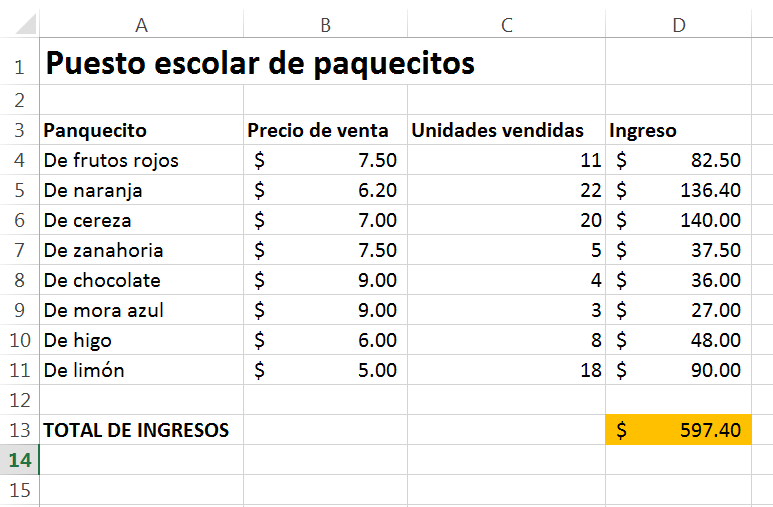 A B C D
1 Puesto escolar de paquecitos
2
3 Panquecito Precio de venta Unidades vendidas Ingreso
4 De frutos rojos $ 7.50 11 $ 82.50
5 De naranja $ 6.20 22 $ 136.40
6 De cereza $ 7.00 20 $ 140.00
7 De zanahoria $ 7.50 5 $ 37.50
8 De chocolate $ 9.00 4 $ 36.00
9 De mora azul $ 9.00 3 $ 27.00
10 De higo $ 6.00 8 $ 48.00
11 De limón $ 5.00 18 $ 90.00
12
13 TOTAL DE INGRESOS $ 597.40
14
15